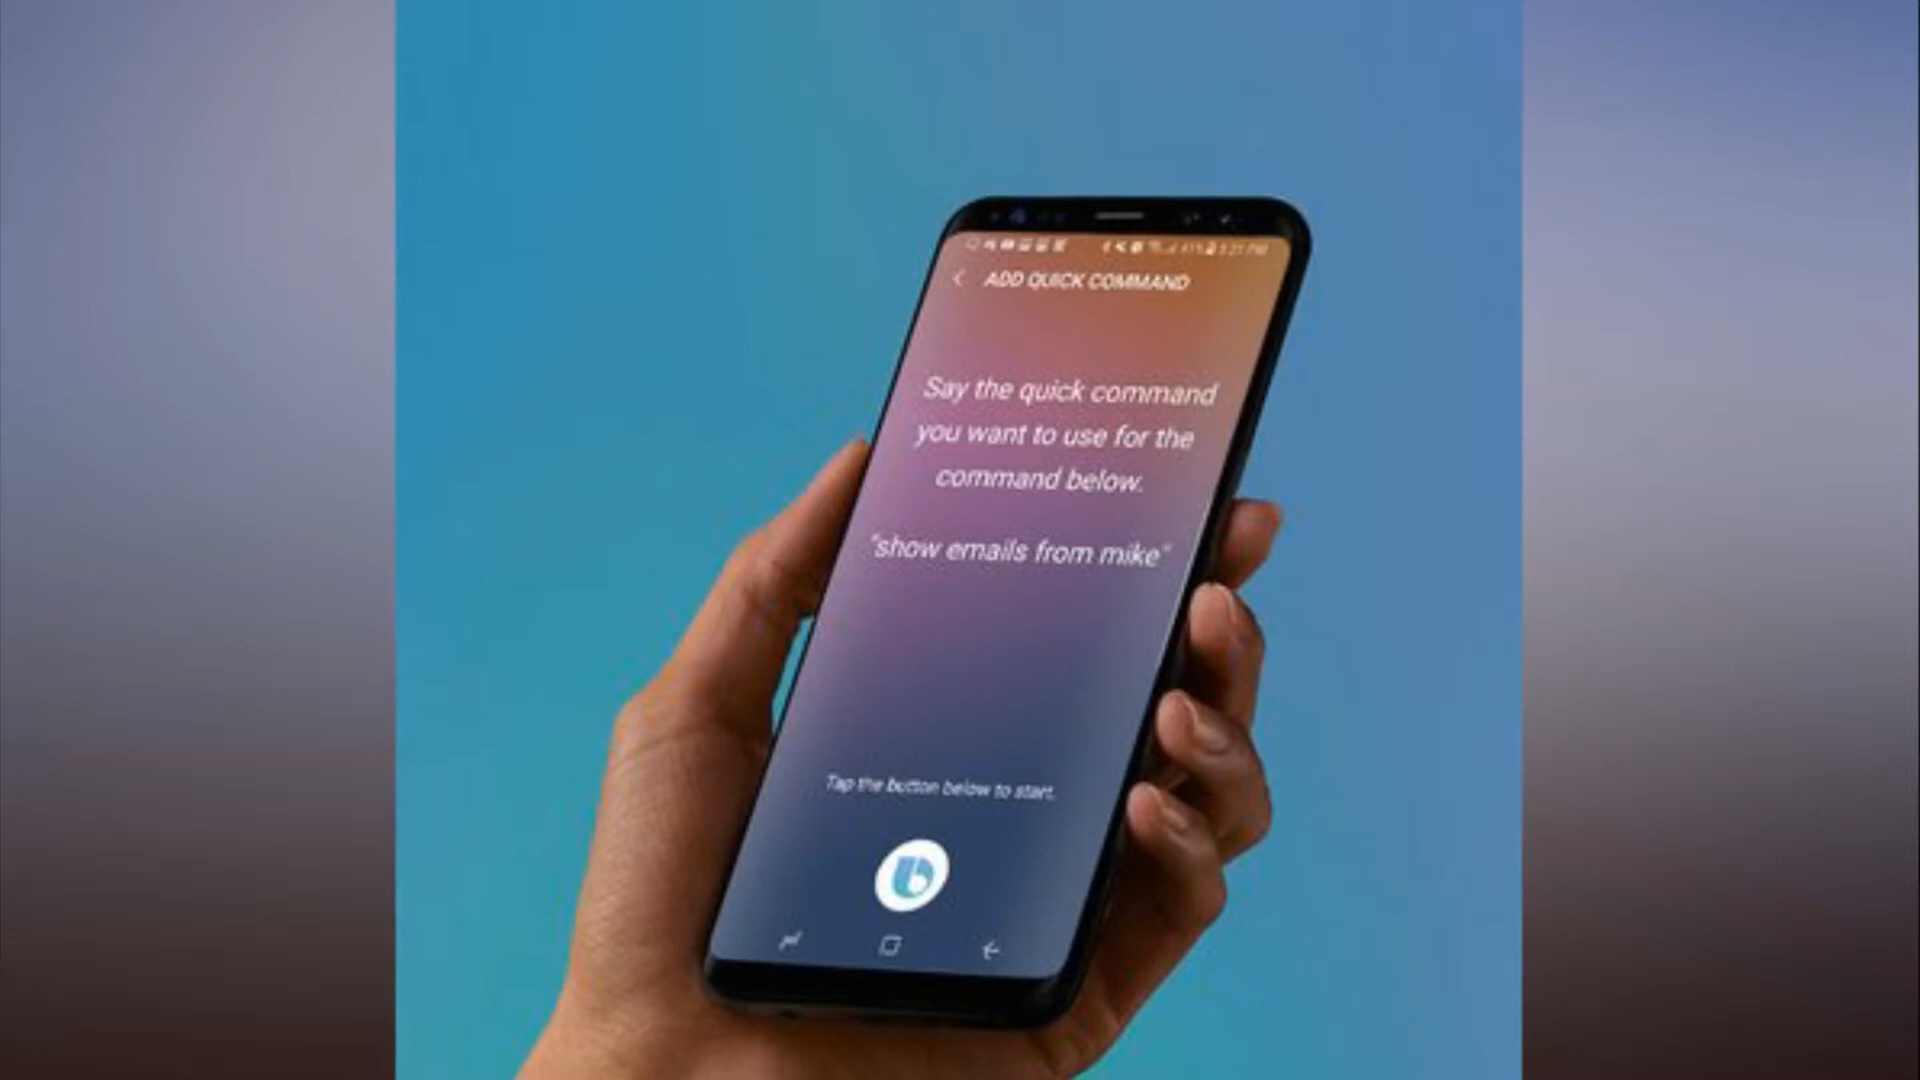 ADD QUICK COMMAND
Say the quick command
you want to use for the
command below.
"show emails from mike"
Tap the button below to start.